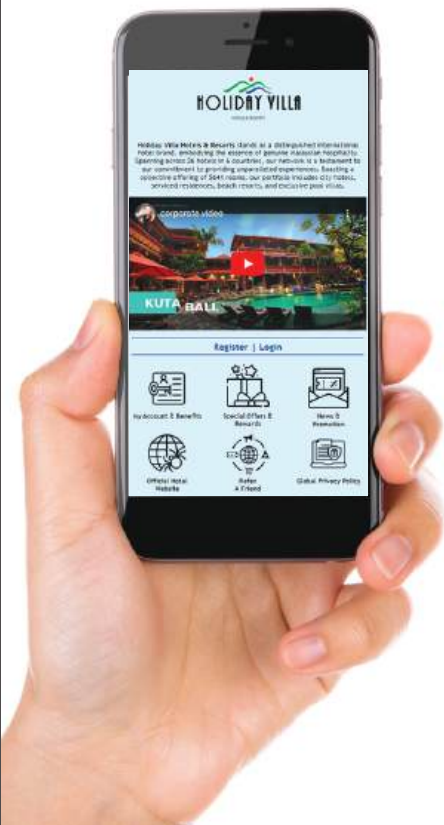 HOLIDAY VILLA
HOTELS & RESORTS
Holiday Villa Hotels & Resorts stands as a distinguished international
hotel brand, embodying the essence of genuine Malaysian hospitality.
Spanning across 26 hotels in 6 countries, our network is a testament to
our commitment to providing unparalleled experiences. Boasting a
collective offering of 5644 rooms, our portfolio includes city hotels,
serviced residences, beach resorts, and exclusive pool villas.
corporate video
KUTA BALI
Register | Login
My Account & Benefits
Special Offers &
Rewards
News &
Promotion
Official Hotel
Website
Refer
A Friend
Global Privacy Policy